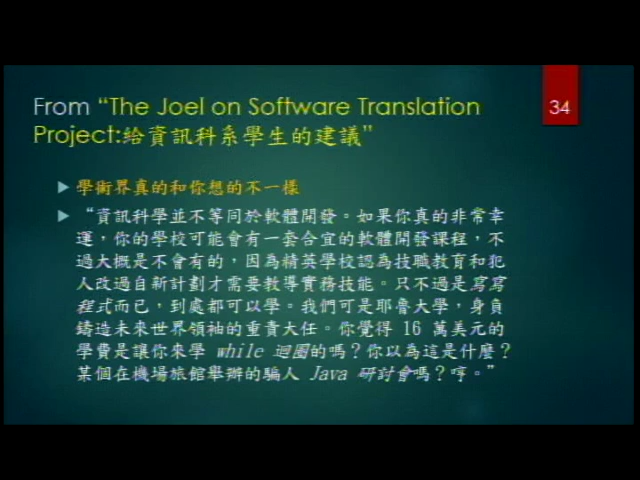 From “The Joel on Software Translation
Project:給資訊科系學生的建議”
34
學術界真的和你想的不一樣
“資訊科學並不等同於軟體開發。如果你真的非常幸
運，你的學校可能會有一套合宜的軟體開發課程，不
過大概是不會有的，因為精英學校認為技職教育和犯
人改過自新計劃才需要教導實務技能。只不過是寫寫
程式而已，到處都可以學。我們可是耶魯大學，身負
鑄造未來世界領袖的重責大任。你覺得 16 萬美元的
學費是讓你來學 while 迴圈的嗎？你以為這是什麼？
某個在機場旅館舉辦的騙人 Java 研討會嗎？哼。”